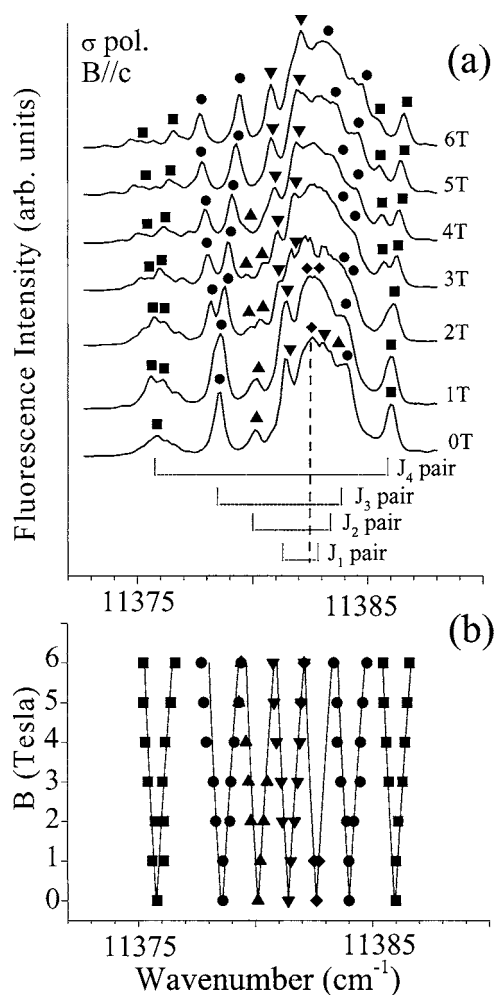 σ pol.
B//c
(a)
Fluorescence Intensity (arb. units)
6T
5T
4T
3T
2T
1T
0T
J4 pair
J3 pair
J2 pair
J1 pair
11375 11385
(b)
B (Tesla)
6
5
4
3
2
1
0
11375 11385
Wavenumber (cm-1)